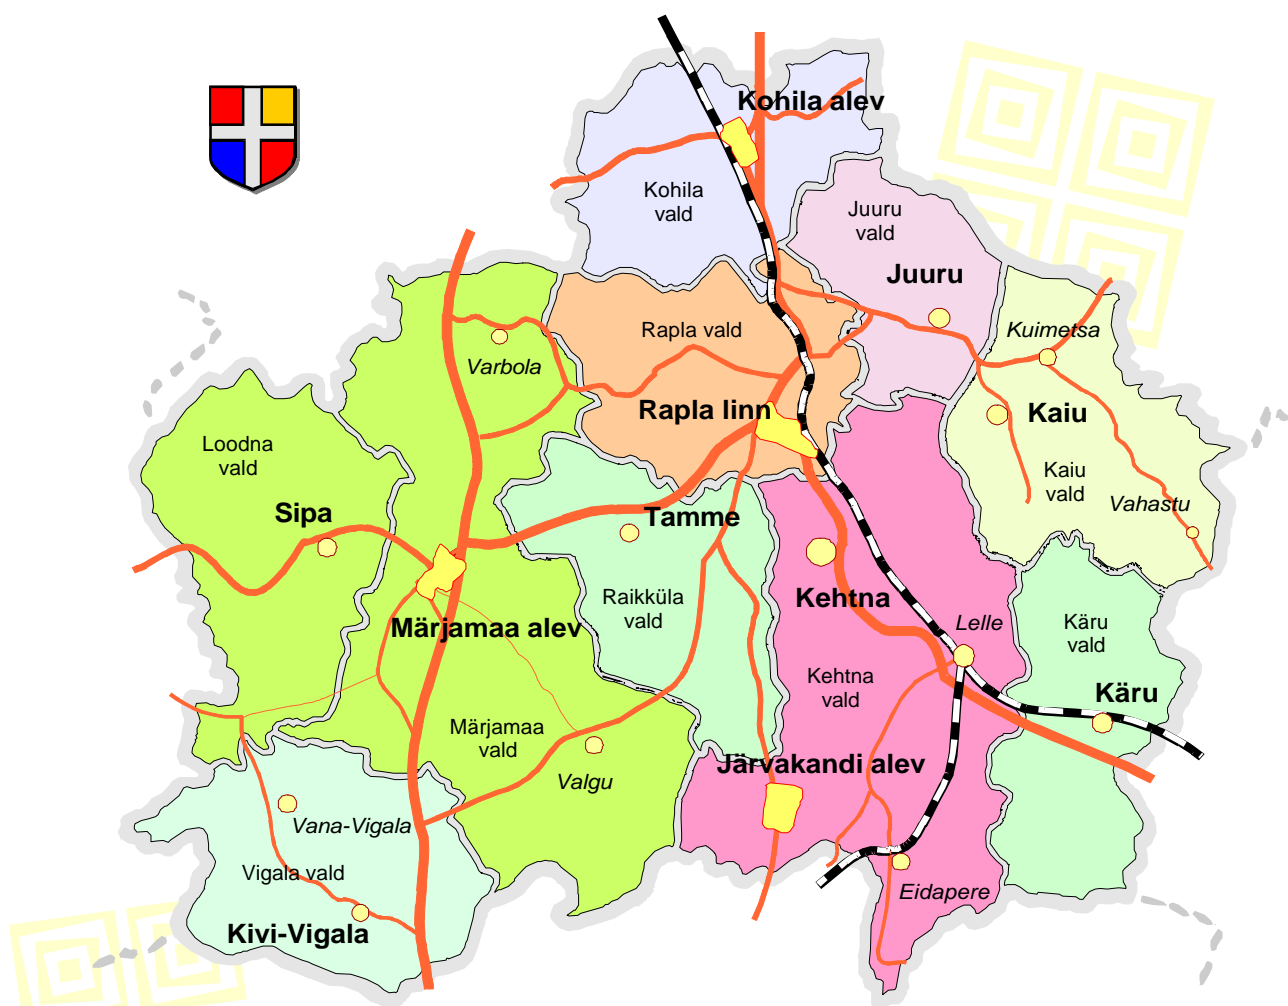 Kohila alev
Kohila
vald
Juuru
vald
Juuru
Rapla vald
Kuimetsa
Varbola
Rapla linn
Kaiu
Loodna
vald
Kaiu
vald
Vahastu
Sipa
Tamme
Raikküla
vald
Kehtna
Lelle
Käru
vald
Märjamaa alev
Kehtna
vald
Käru
Märjamaa
vald
Järvakandi alev
Valgu
Vana-Vigala
Vigala vald
Eidapere
Kivi-Vigala